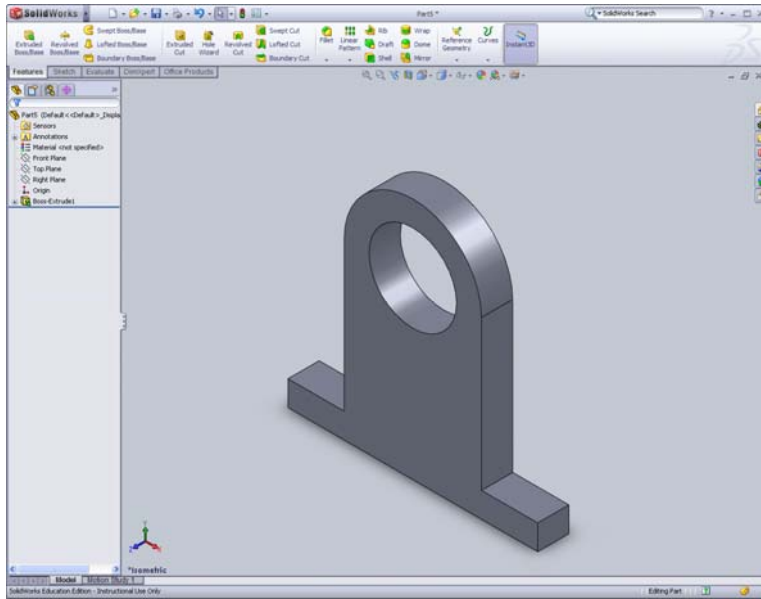 SolidWorks
Part5 *
SolidWorks Search
Extruded Boss/Base
Revolved Boss/Base
Swept Boss/Base
Lofted Boss/Base
Boundary Boss/Base
Extruded Cut
Hole Wizard
Revolved Cut
Swept Cut
Lofted Cut
Boundary Cut
Fillet
Linear Pattern
Rib
Draft
Shell
Wrap
Dome
Mirror
Reference Geometry
Curves
Instant3D
Features Sketch Evaluate DimXpert Office Products
Part5 (Default<<Default>_Displa
Sensors
Annotations
Material <not specified>
Front Plane
Top Plane
Right Plane
Origin
Boss-Extrude1
*Isometric
Model Motion Study 1
SolidWorks Education Edition - Instructional Use Only
Editing Part